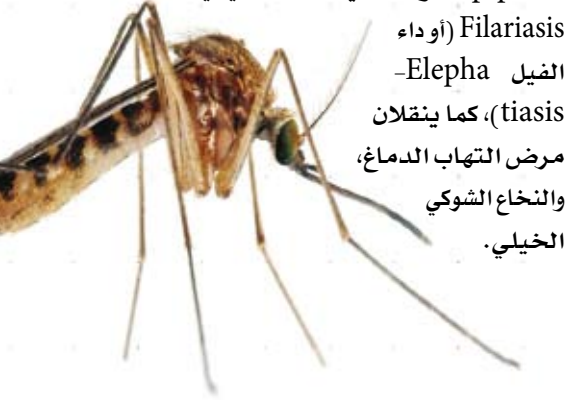 Filariasis (أو داء
الفيل Elepha-
tiasis)، كما ينقلان
مرض التهاب الدماغ،
والنخاع الشوكي
الخيلي.